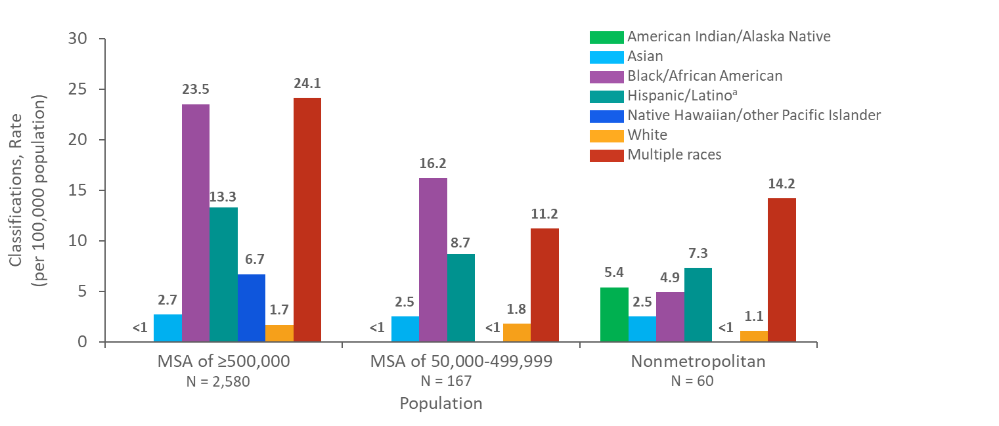 Classifications, Rate
(per 100,000 population)
30
25
20
15
10
5
0
American Indian/Alaska Native
Asian
Black/African American
Hispanic/Latinoᵃ
Native Hawaiian/other Pacific Islander
White
Multiple races
<1
2.7
23.5
13.3
6.7
1.7
24.1
<1
2.5
16.2
8.7
<1
1.8
11.2
5.4
2.5
4.9
7.3
<1
1.1
14.2
MSA of ≥500,000
N = 2,580
MSA of 50,000-499,999
N = 167
Nonmetropolitan
N = 60
Population